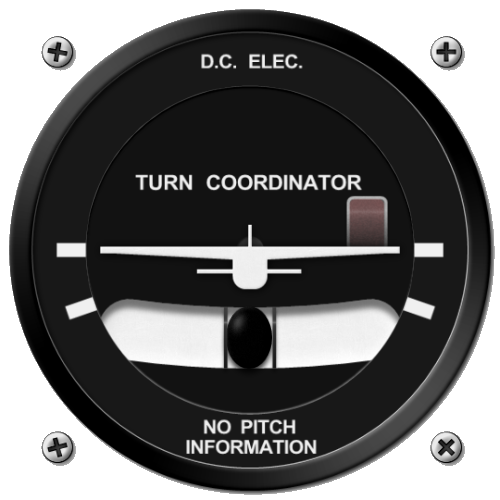 D.C. ELEC.
TURN COORDINATOR
NO PITCH
INFORMATION